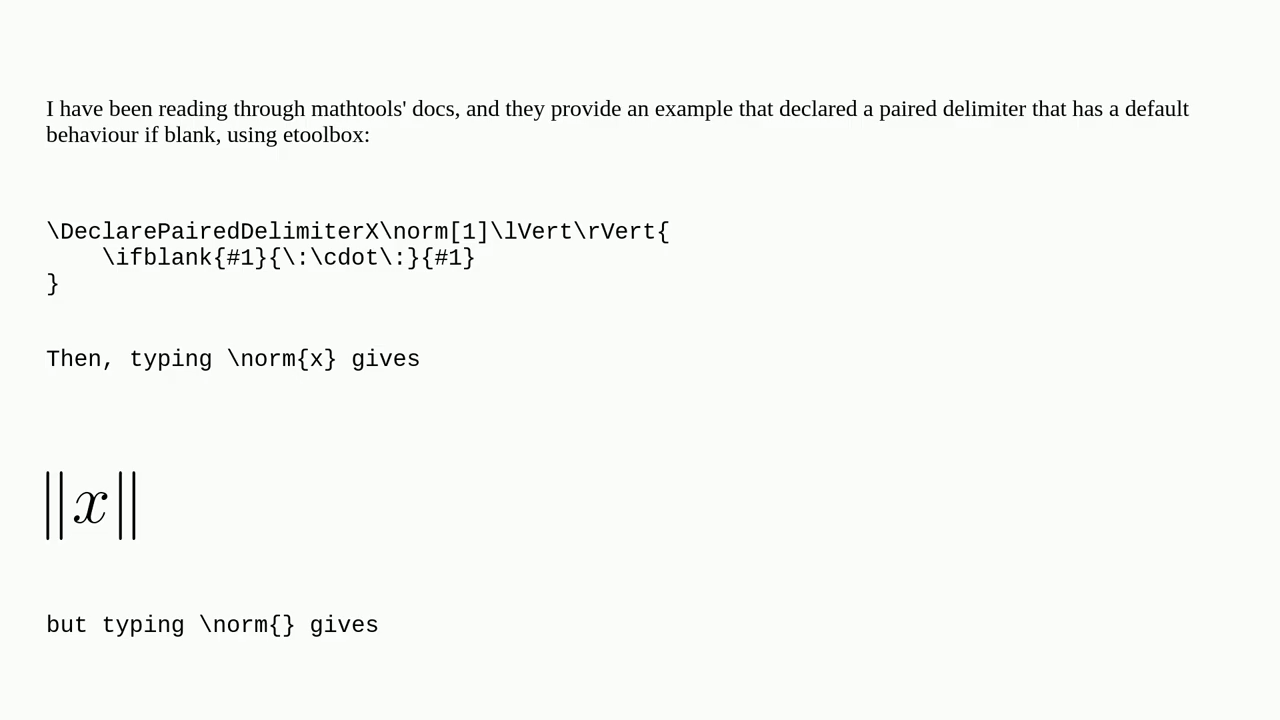 I have been reading through mathtools' docs, and they provide an example that declared a paired delimiter that has a default
behaviour if blank, using etoolbox:
\DeclarePairedDelimiterX\norm[1]\lVert\rVert{
    \ifblank{#1}{\:\cdot\:}{#1}
}
Then, typing \norm{x} gives
‖x‖
but typing \norm{} gives